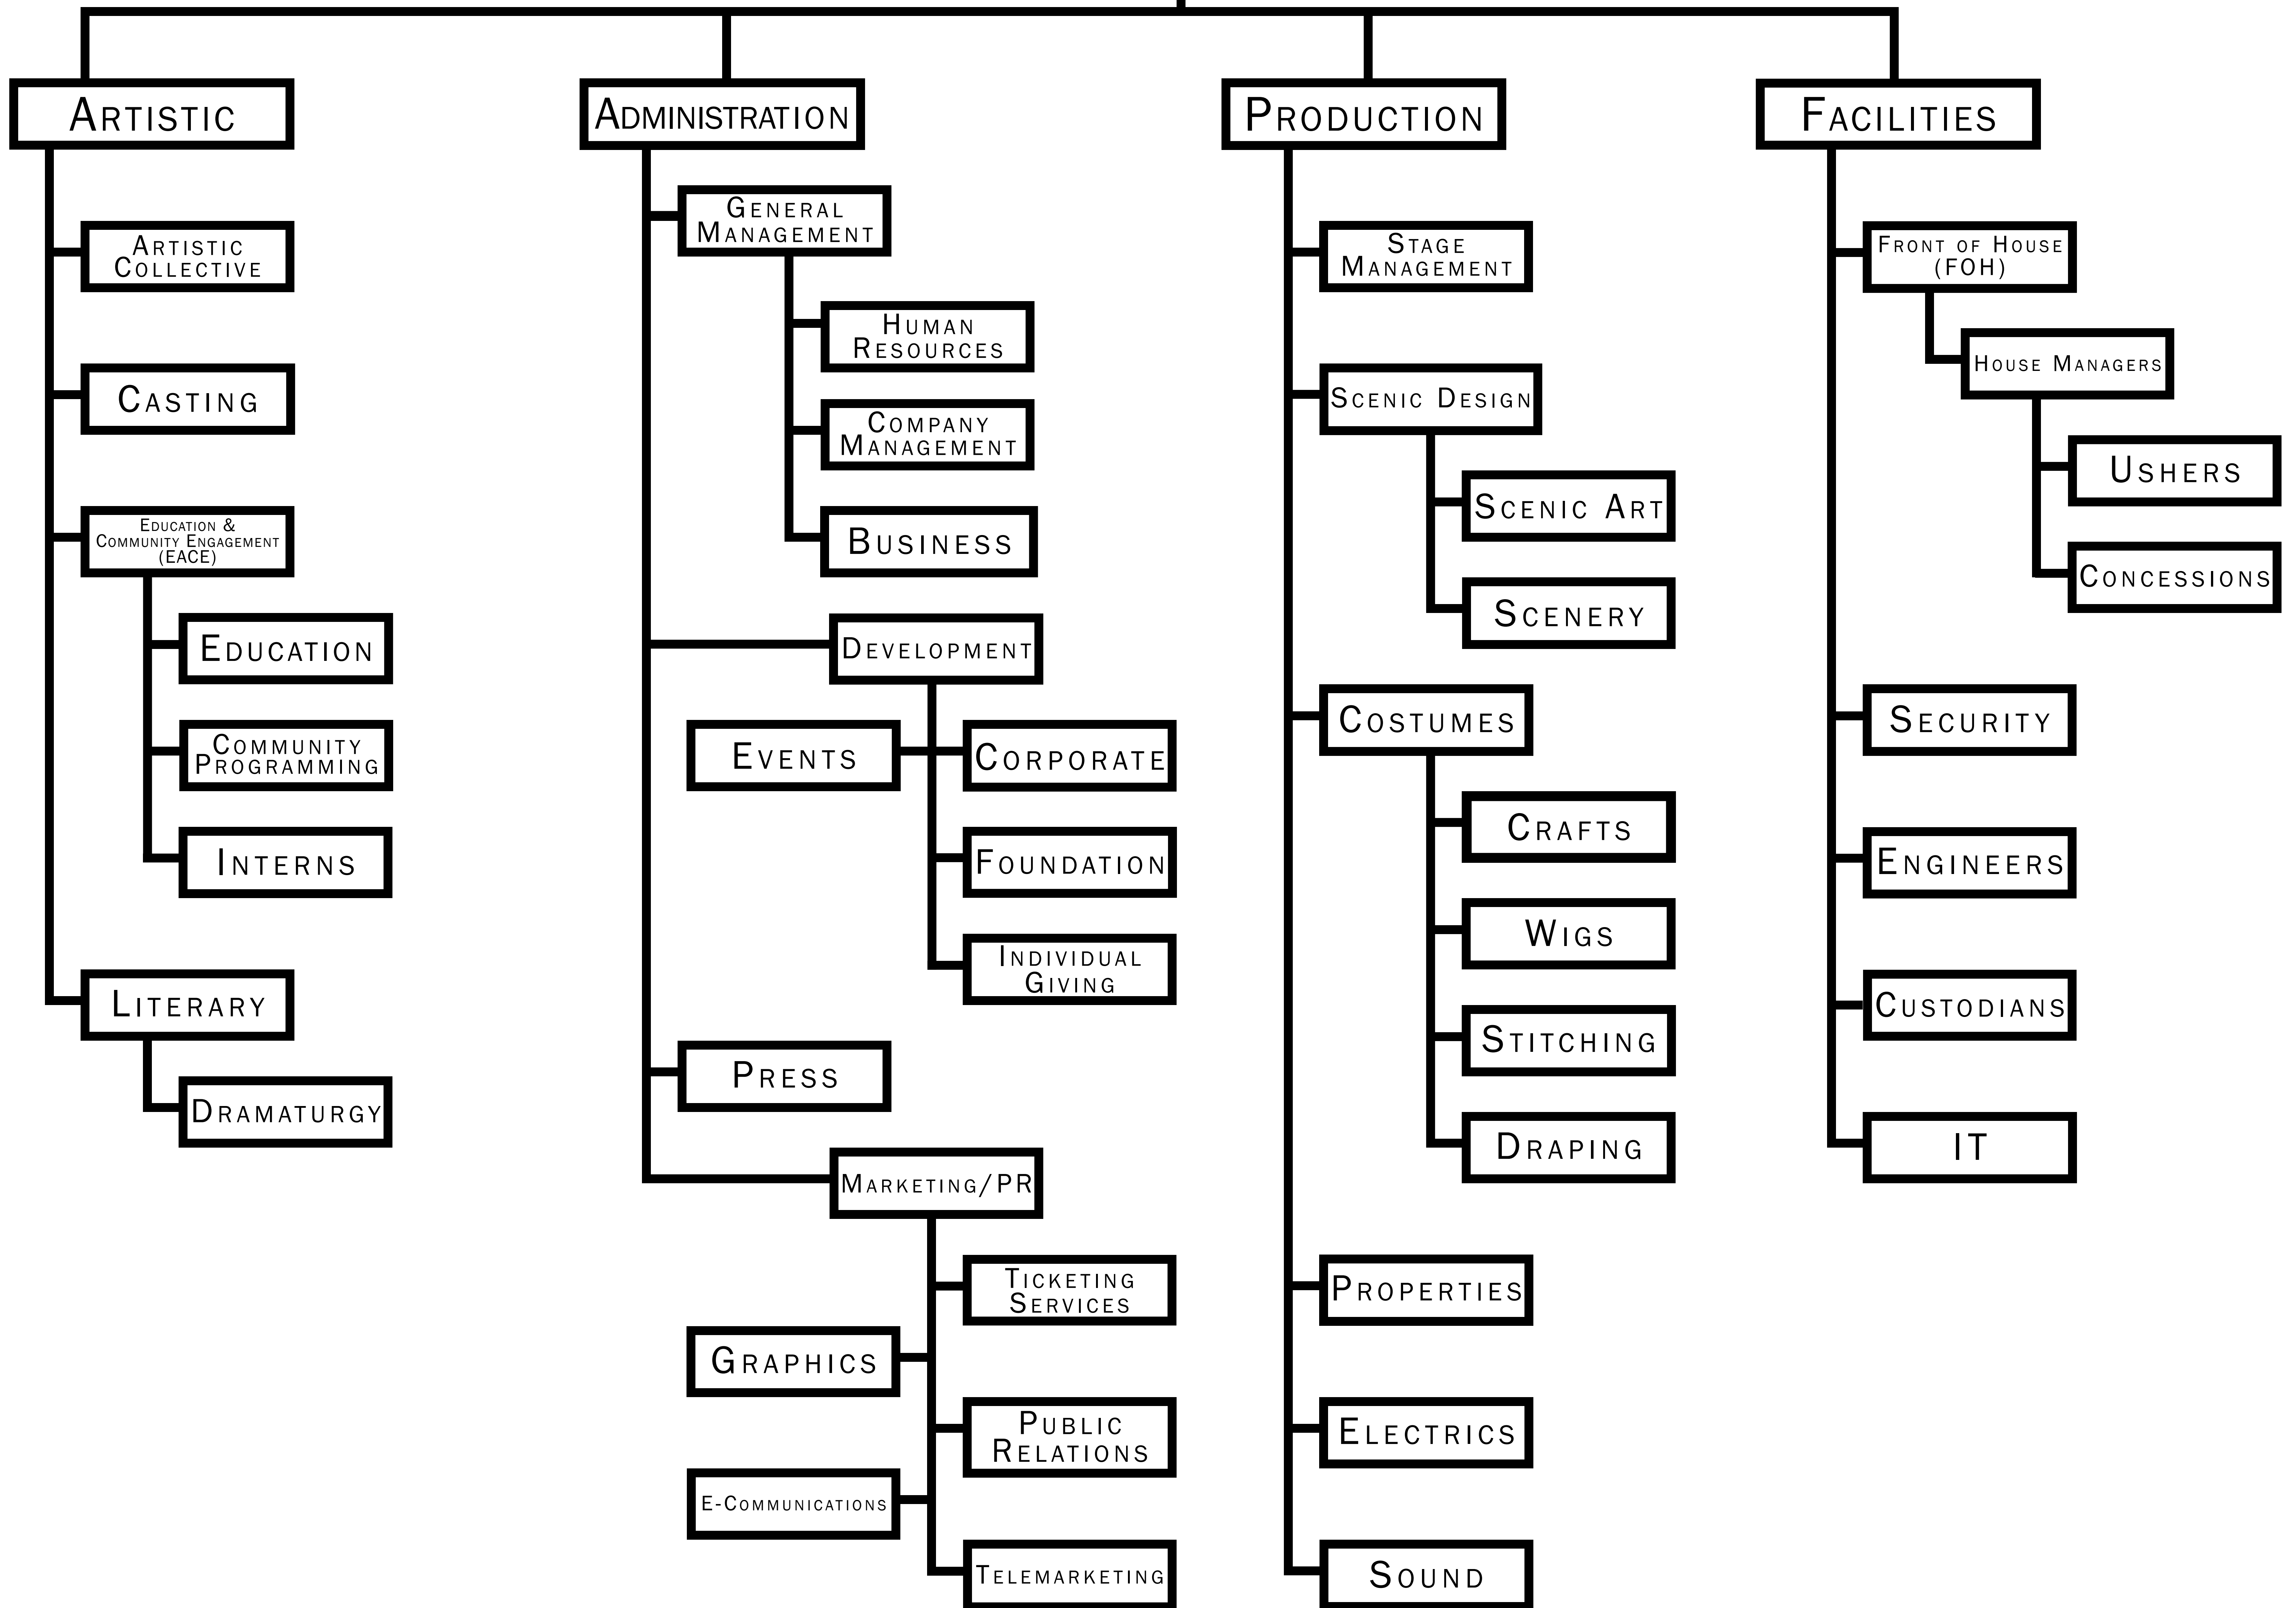 Artistic
Artistic
Collective
Casting
Education &
Community Engagement
(EACE)
Education
Community
Programming
Interns
Literary
Dramaturgy
Administration
General
Management
Human
Resources
Company
Management
Business
Development
Events
Corporate
Foundation
Individual
Giving
Press
Marketing/PR
Ticketing
Services
Graphics
Public
Relations
E-Communications
Telemarketing
Production
Stage
Management
Scenic Design
Scenic Art
Scenery
Costumes
Crafts
Wigs
Stitching
Draping
Properties
Electrics
Sound
Facilities
Front of House
(FOH)
House Managers
Ushers
Concessions
Security
Engineers
Custodians
IT